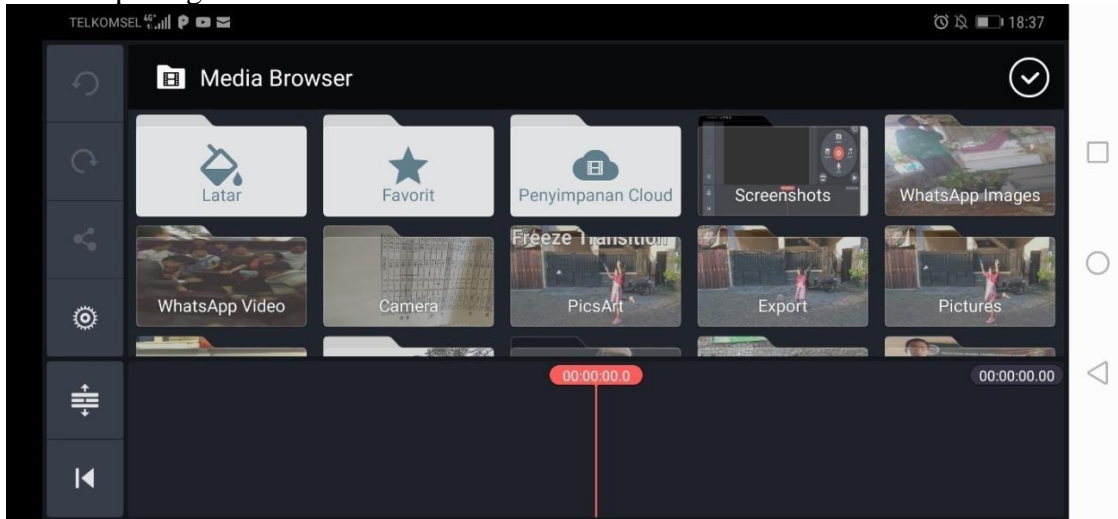 TELKOMSEL 18:37
Media Browser
Latar
Favorit
Penyimpanan Cloud
Screenshots
WhatsApp Images
Freeze Transition
WhatsApp Video
Camera
PicsArt
Export
Pictures
00:00:00.0
00:00:00.00